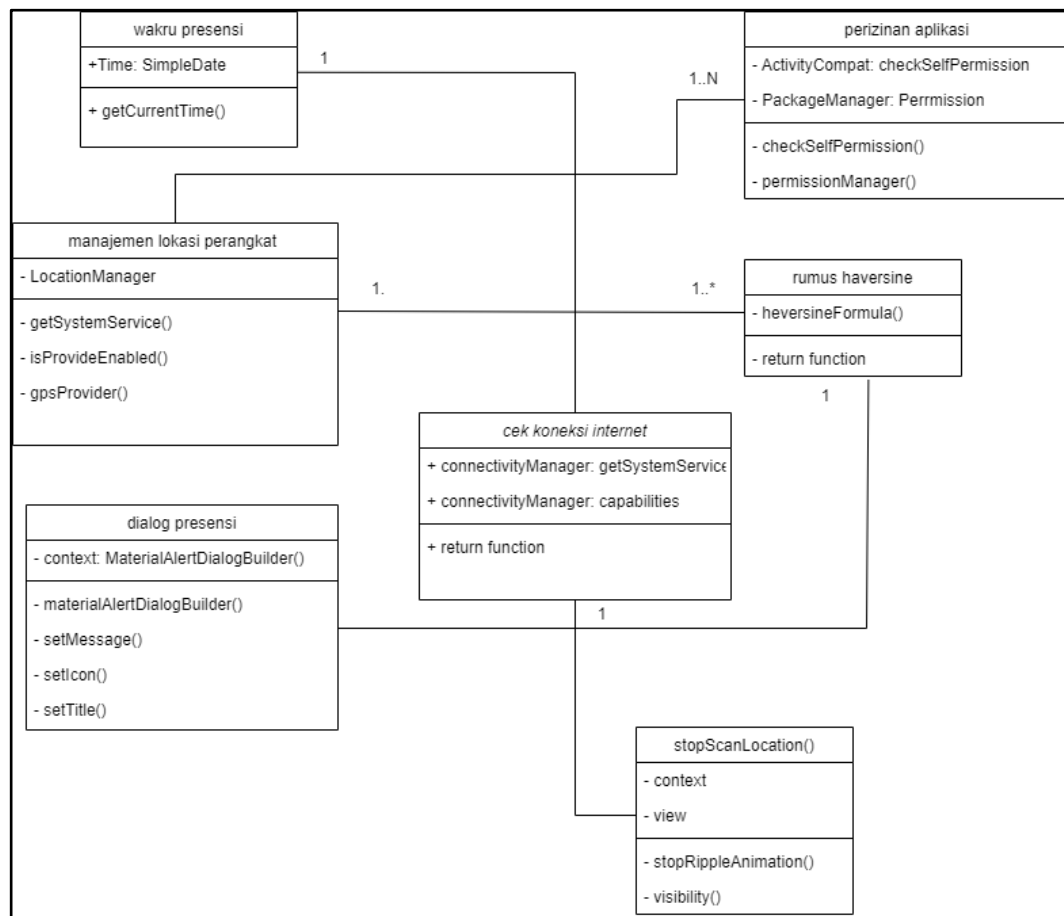 wakru presensi
+Time: SimpleDate
+ getCurrentTime()
1
1..N
perizinan aplikasi
- ActivityCompat: checkSelfPermission
- PackageManager: Perrmission
- checkSelfPermission()
- permissionManager()
manajemen lokasi perangkat
- LocationManager
- getSystemService()
- isProvideEnabled()
- gpsProvider()
1.
1..*
rumus haversine
- heversineFormula()
- return function
1
cek koneksi internet
+ connectivityManager: getSystemService
+ connectivityManager: capabilities
+ return function
1
dialog presensi
- context: MaterialAlertDialogBuilder()
- materialAlertDialogBuilder()
- setMessage()
- setIcon()
- setTitle()
stopScanLocation()
- context
- view
- stopRippleAnimation()
- visibility()